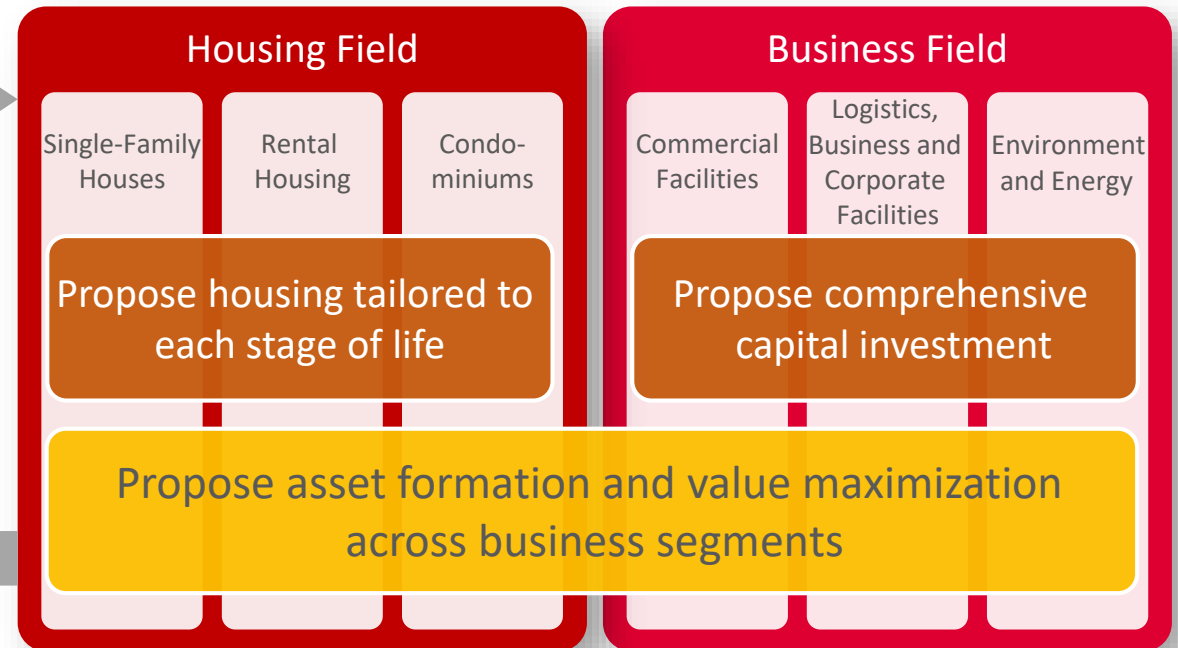 Housing Field
Single-Family
Houses
Rental
Housing
Condo-
miniums
Propose housing tailored to
each stage of life
Business Field
Commercial
Facilities
Logistics,
Business and
Corporate
Facilities
Environment
and Energy
Propose comprehensive
capital investment
Propose asset formation and value maximization
across business segments